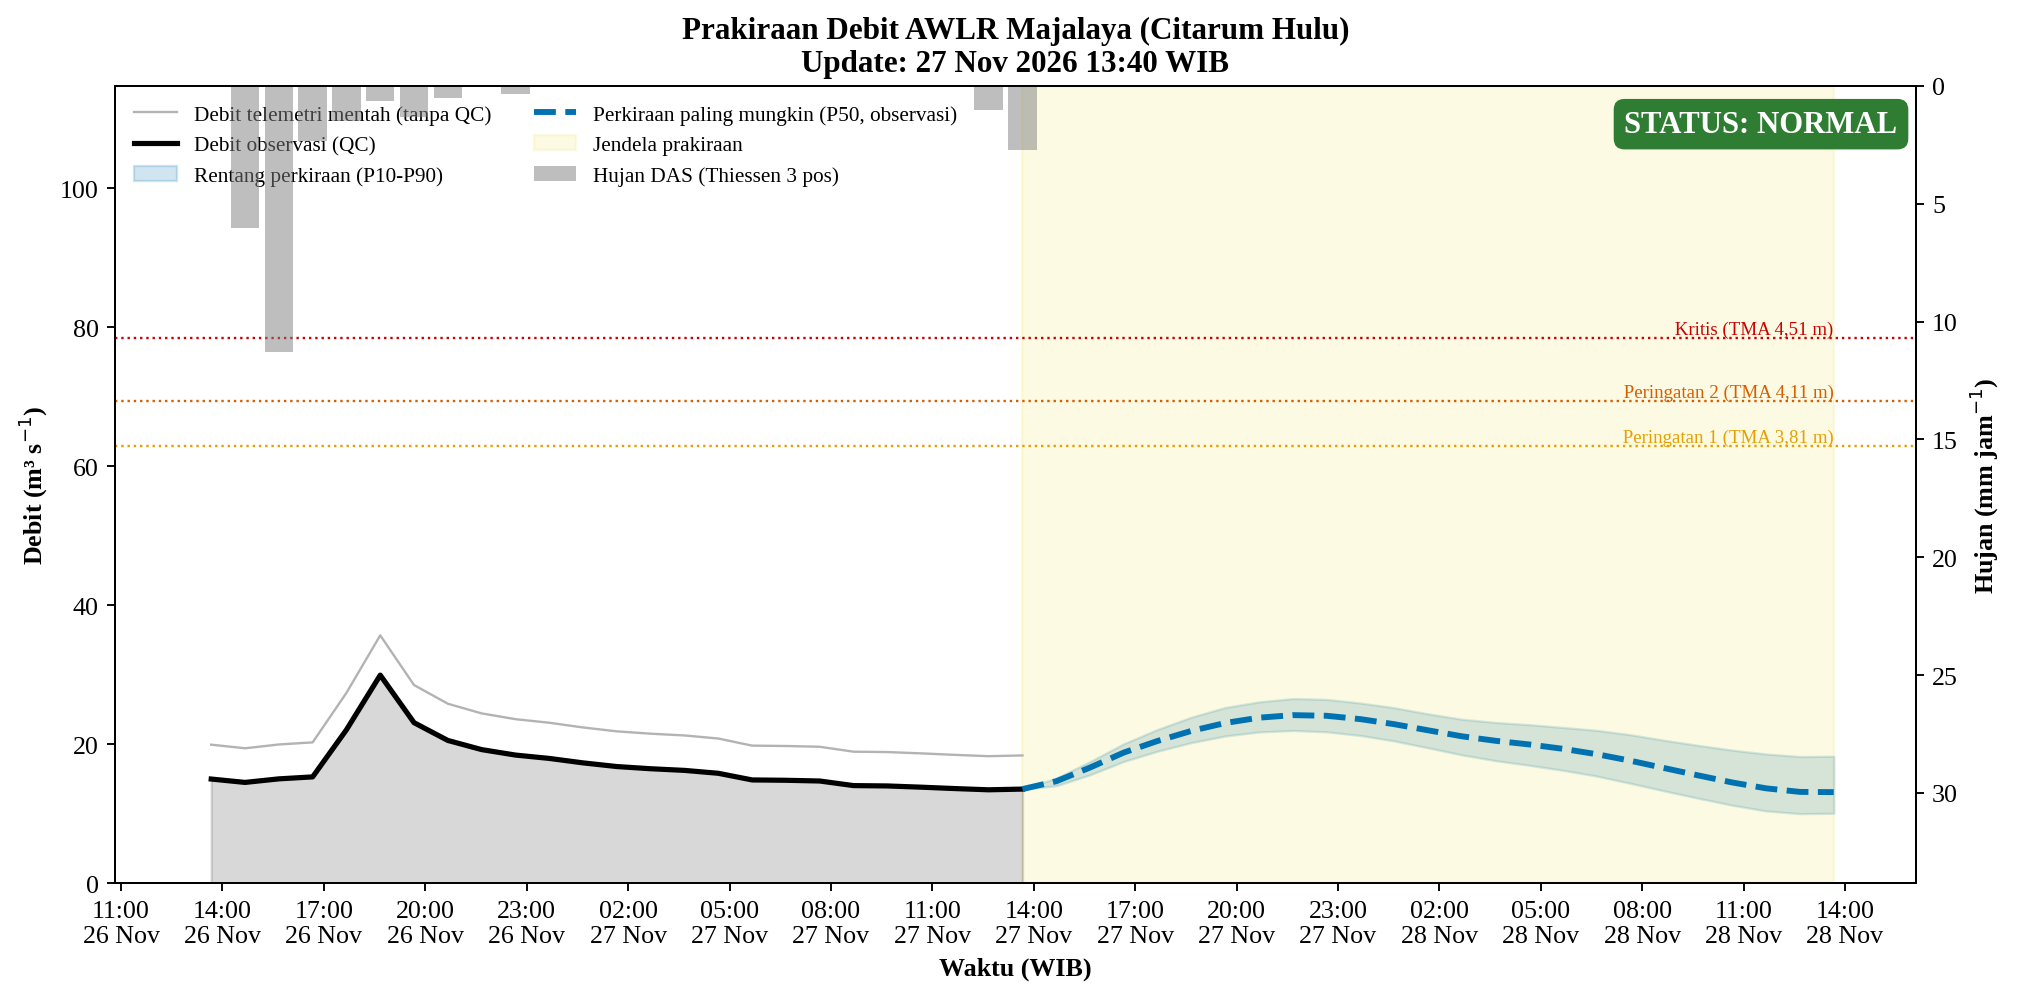 Prakiraan Debit AWLR Majalaya (Citarum Hulu)
Update: 27 Nov 2026 13:40 WIB
Debit telemetri mentah (tanpa QC)
Debit observasi (QC)
Rentang perkiraan (P10-P90)
Perkiraan paling mungkin (P50, observasi)
Jendela prakiraan
Hujan DAS (Thiessen 3 pos)
STATUS: NORMAL
Kritis (TMA 4,51 m)
Peringatan 2 (TMA 4,11 m)
Peringatan 1 (TMA 3,81 m)
Debit (m³ s⁻¹)
100
80
60
40
20
0
Hujan (mm jam⁻¹)
0
5
10
15
20
25
30
11:00 14:00 17:00 20:00 23:00 02:00 05:00 08:00 11:00 14:00 17:00 20:00 23:00 02:00 05:00 08:00 11:00 14:00
26 Nov 26 Nov 26 Nov 26 Nov 26 Nov 27 Nov 27 Nov 27 Nov 27 Nov 27 Nov 27 Nov 27 Nov 27 Nov 28 Nov 28 Nov 28 Nov 28 Nov 28 Nov
Waktu (WIB)